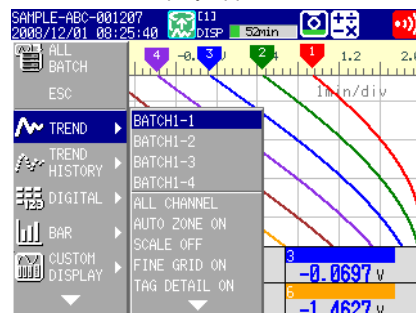 SAMPLE-ABC-001207 [1]
2008/12/01 08:25:40 DISP 52min
ALL BATCH
ESC
TREND
TREND HISTORY
123 DIGITAL
BAR
CUSTOM DISPLAY
BATCH1-1
BATCH1-2
BATCH1-3
BATCH1-4
ALL CHANNEL
AUTO ZONE ON
SCALE OFF
FINE GRID ON
TAG DETAIL ON
4 3 2 1
1.2 2.0
1min/div
3
-0.0697 V
6
-1.4627 V